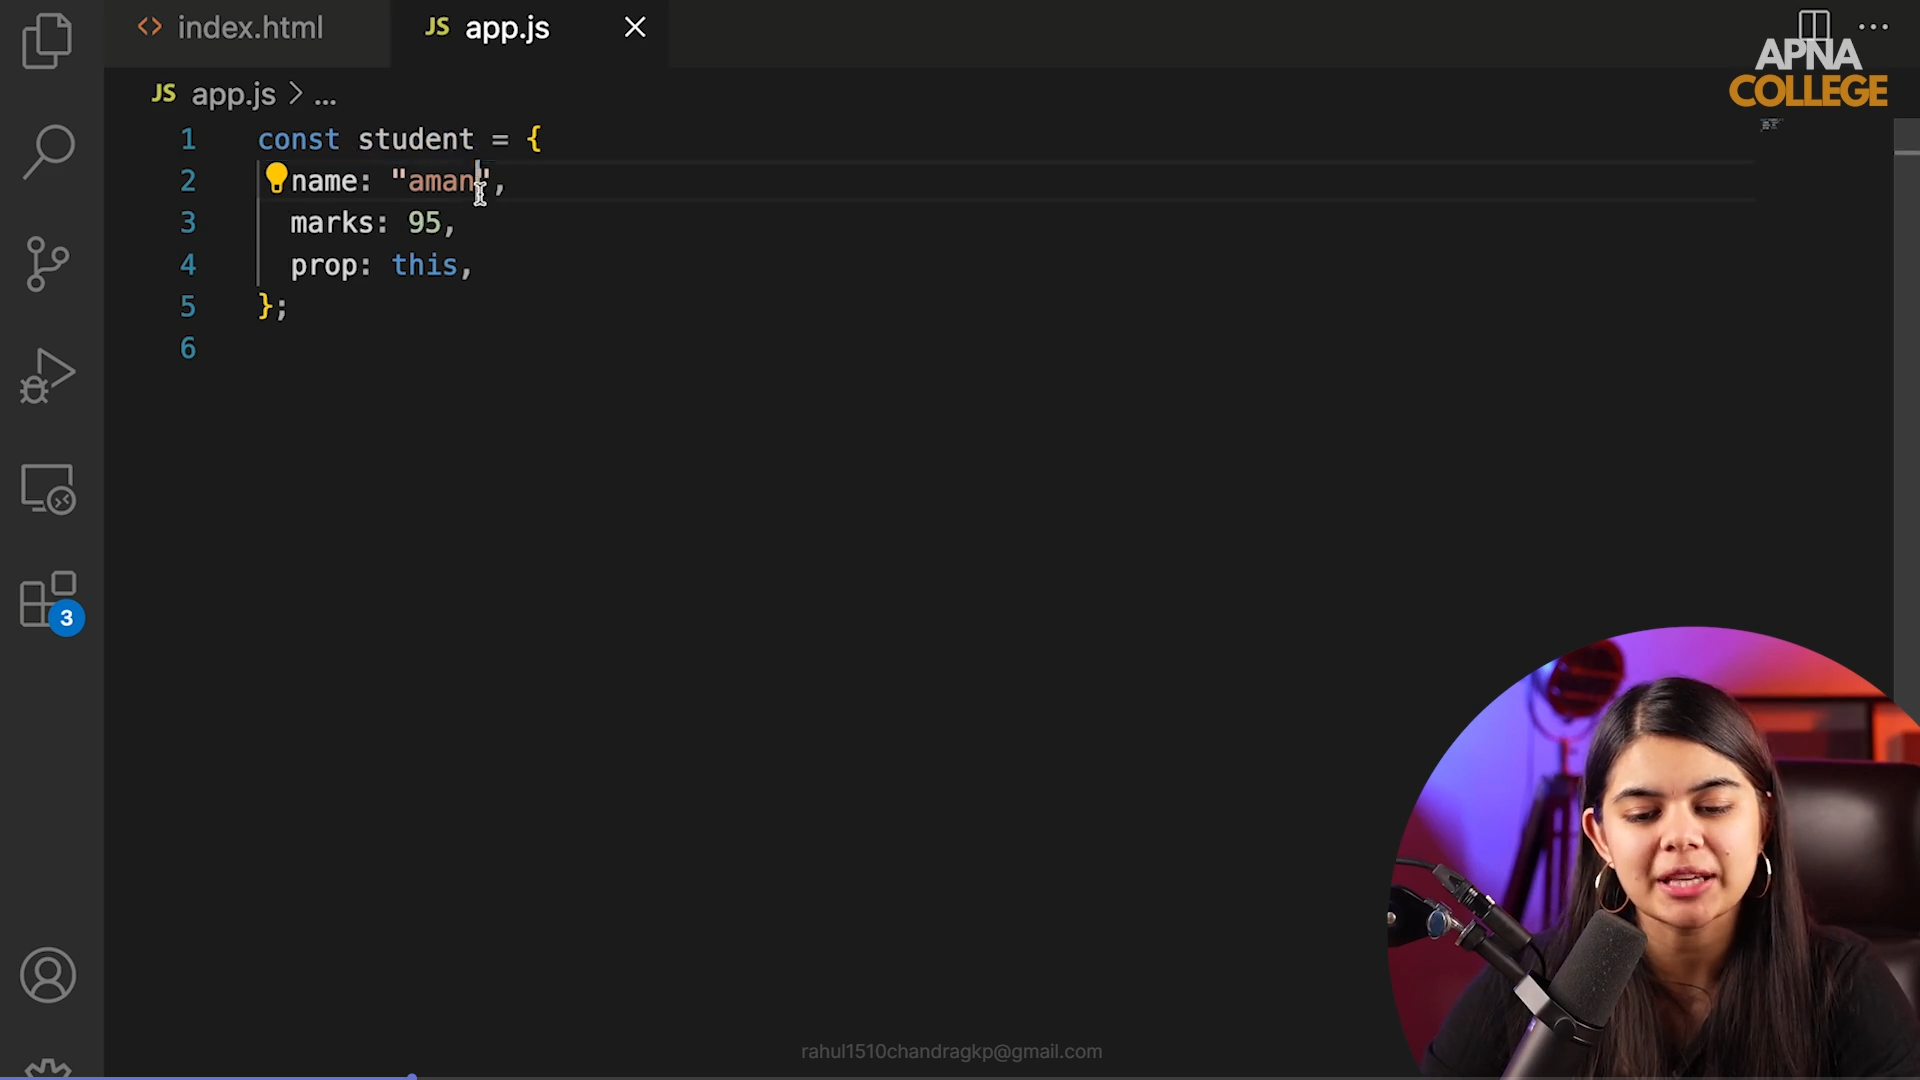 index.html
JS app.js
APNA
COLLEGE
JS app.js > ...
1 const student = {
2 name: "aman",
3 marks: 95,
4 prop: this,
5 };
6
3
rahul1510chandragkp@gmail.com